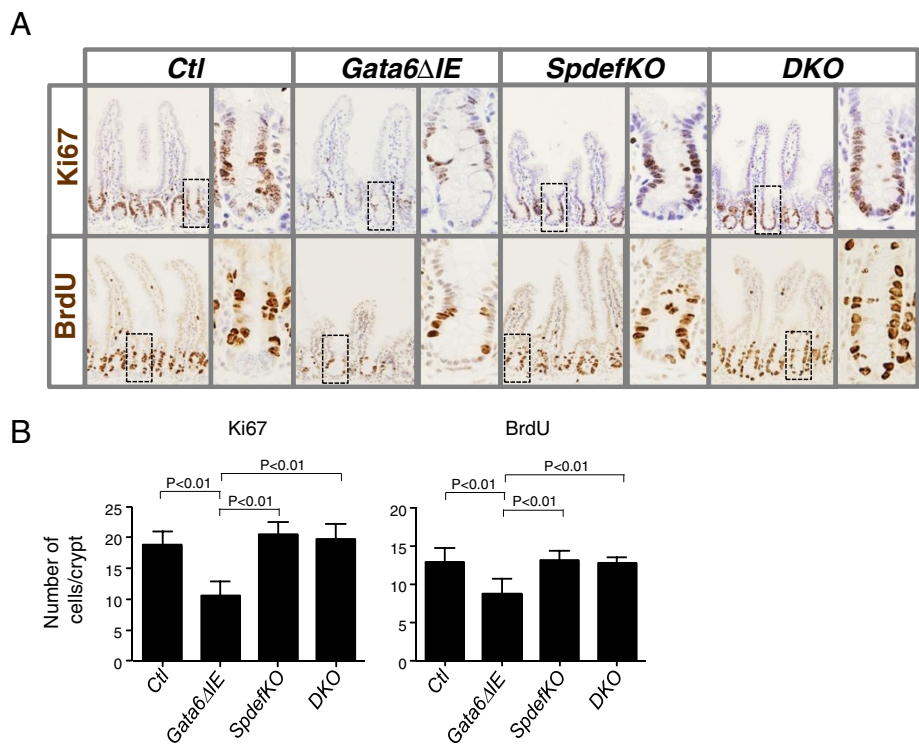 A
Ctl Gata6ΔIE SpdefKO DKO
Ki67
BrdU
B
Ki67
P<0.01
P<0.01
P<0.01
Number of
cells/crypt
25
20
15
10
5
0
Ctl
Gata6ΔIE
SpdefKO
DKO
BrdU
P<0.01
P<0.01
P<0.01
20
15
10
5
0
Ctl
Gata6ΔIE
SpdefKO
DKO